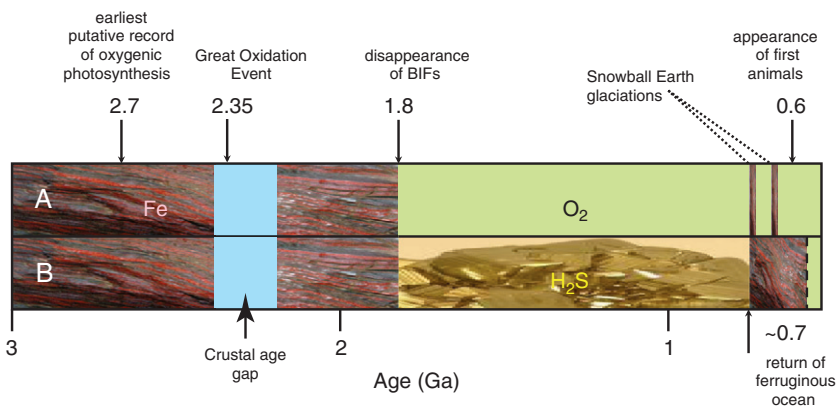 earliest
putative record
of oxygenic
photosynthesis
2.7
Great Oxidation
Event
2.35
disappearance
of BIFs
1.8
Snowball Earth
glaciations
appearance
of first
animals
0.6
A
Fe
O₂
B
H₂S
3
2
1
~0.7
Crustal age
gap
Age (Ga)
return of
ferruginous
ocean